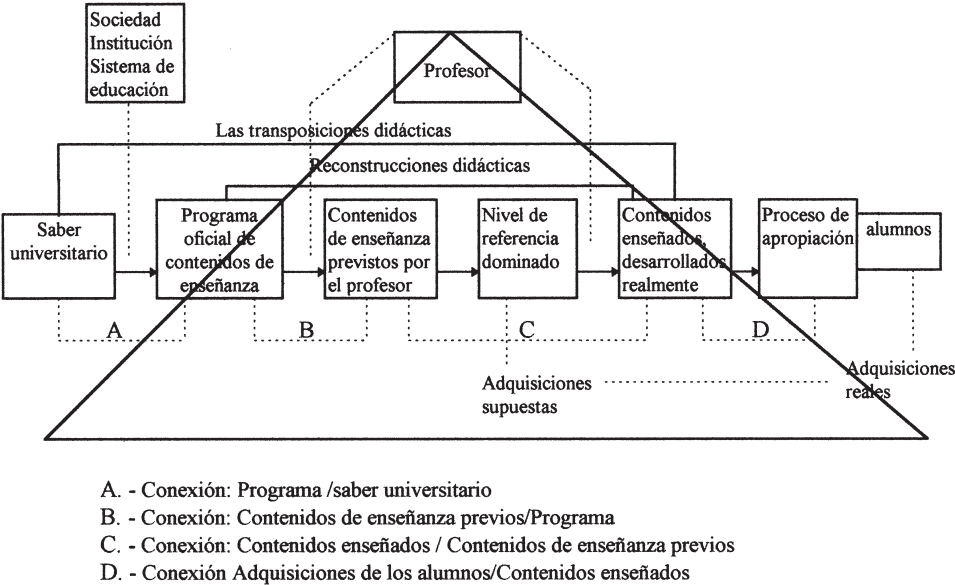 Sociedad
Institución
Sistema de
educación
Profesor
Las transposiciones didácticas
Reconstrucciones didácticas
Saber
universitario
Programa
oficial de
contenidos de
enseñanza
Contenidos
de enseñanza
previstos por
el profesor
Nivel de
referencia
dominado
Contenidos
enseñados,
desarrollados
realmente
Proceso de
apropiación
alumnos
A
B
C
D
Adquisiciones
supuestas
Adquisiciones
reales
A. - Conexión: Programa /saber universitario
B. - Conexión: Contenidos de enseñanza previos/Programa
C. - Conexión: Contenidos enseñados / Contenidos de enseñanza previos
D. - Conexión Adquisiciones de los alumnos/Contenidos enseñados